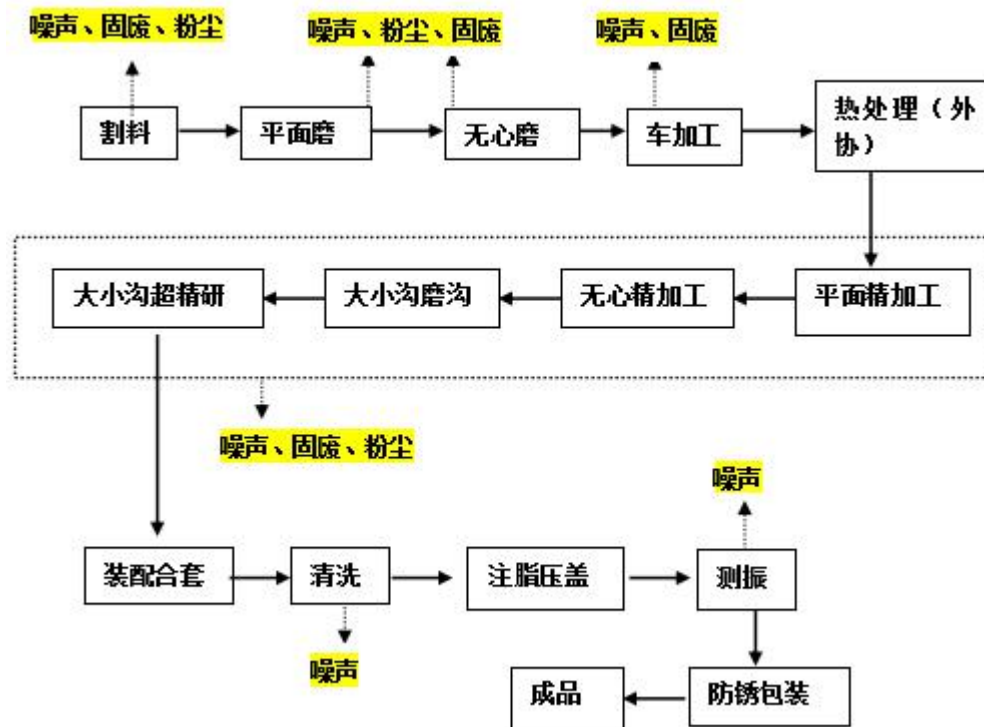 噪声、固废、粉尘
噪声、粉尘、固废
噪声、固废
割料
平面磨
无心磨
车加工
热处理（外
协）
大小沟超精研
大小沟磨沟
无心精加工
平面精加工
噪声、固废、粉尘
噪声
装配合套
清洗
注脂压盖
测振
噪声
成品
防锈包装